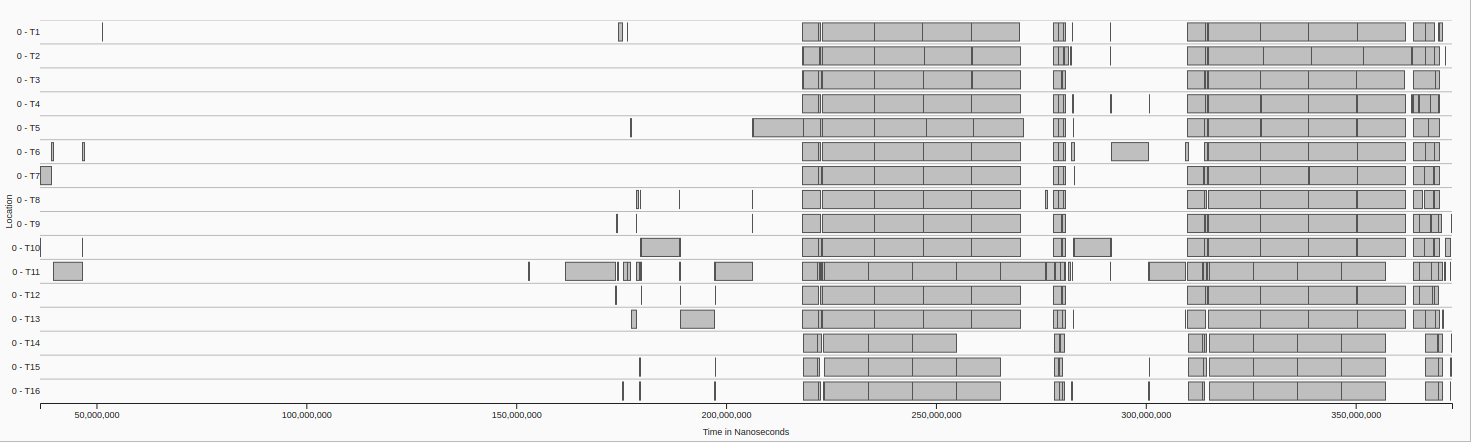 0 - T1
0 - T2
0 - T3
0 - T4
0 - T5
0 - T6
0 - T7
0 - T8
0 - T9
0 - T10
0 - T11
0 - T12
0 - T13
0 - T14
0 - T15
0 - T16
Location
50,000,000 100,000,000 150,000,000 200,000,000 250,000,000 300,000,000 350,000,000
Time in Nanoseconds